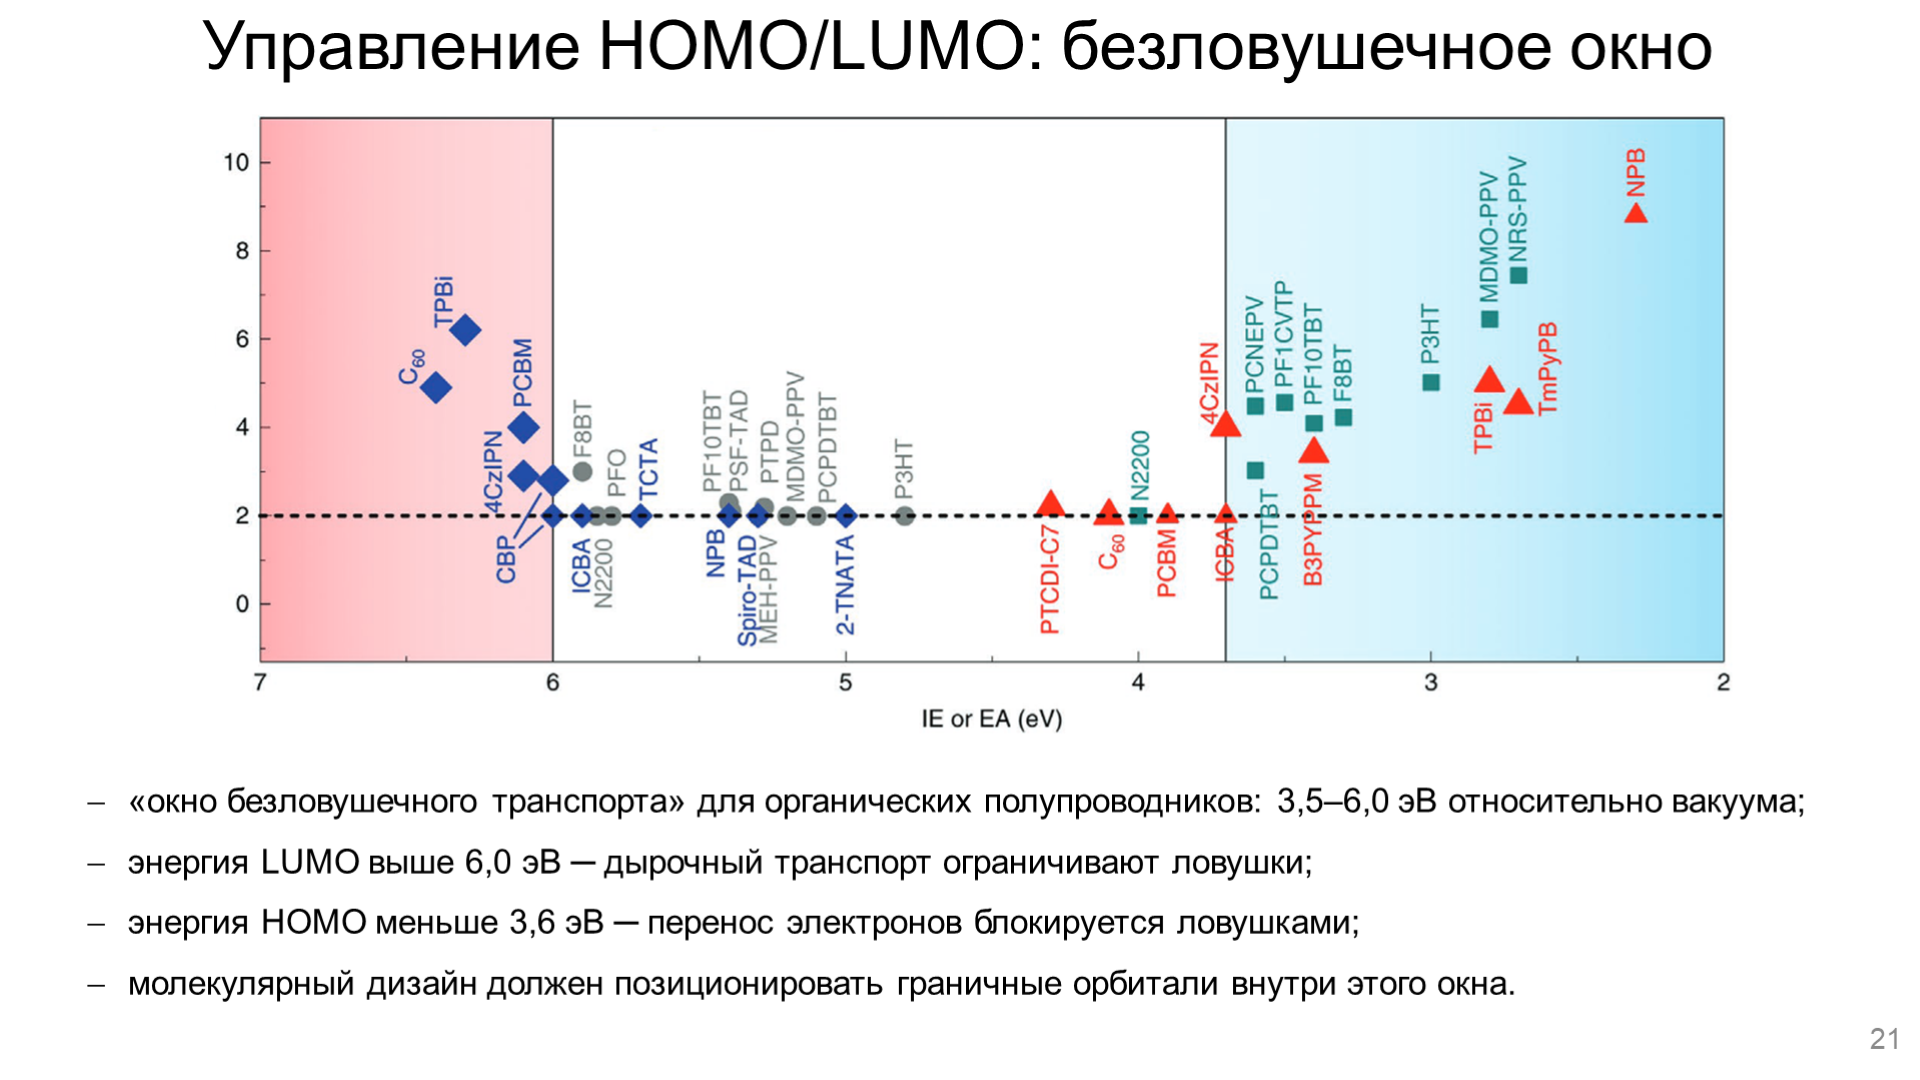 Управление HOMO/LUMO: безловушечное окно
10
8
6
4
2
0
7
6
5
4
3
2
IE or EA (eV)
C60
TPBi
PCBM
4CzIPN
CBP
F8BT
PFO
TCTA
ICBA
N2200
PF10TBT
PSF-TAD
PTPD
MDMO-PPV
PCPDTBT
P3HT
NPB
Spiro-TAD
MEH-PPV
2-TNATA
PTCDI-C7
C60
PCBM
N2200
4CzIPN
ICBA
PCNEPV
PF1CVTP
PF10TBT
F8BT
PCPDTBT
B3PYPPM
P3HT
MDMO-PPV
NRS-PPV
TPBi
TmPyPB
NPB
– «окно безловушечного транспорта» для органических полупроводников: 3,5–6,0 эВ относительно вакуума;
– энергия LUMO выше 6,0 эВ — дырочный транспорт ограничивают ловушки;
– энергия HOMO меньше 3,6 эВ — перенос электронов блокируется ловушками;
– молекулярный дизайн должен позиционировать граничные орбитали внутри этого окна.
21